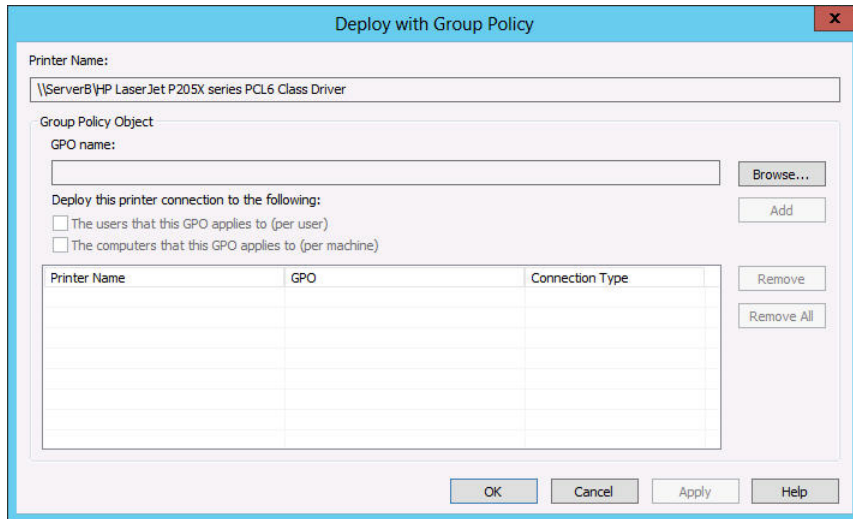 Deploy with Group Policy
x
Printer Name:
\\ServerB\HP LaserJet P205X series PCL6 Class Driver
Group Policy Object
GPO name:
Browse...
Deploy this printer connection to the following:
Add
The users that this GPO applies to (per user)
The computers that this GPO applies to (per machine)
Printer Name GPO Connection Type
Remove
Remove All
OK Cancel Apply Help